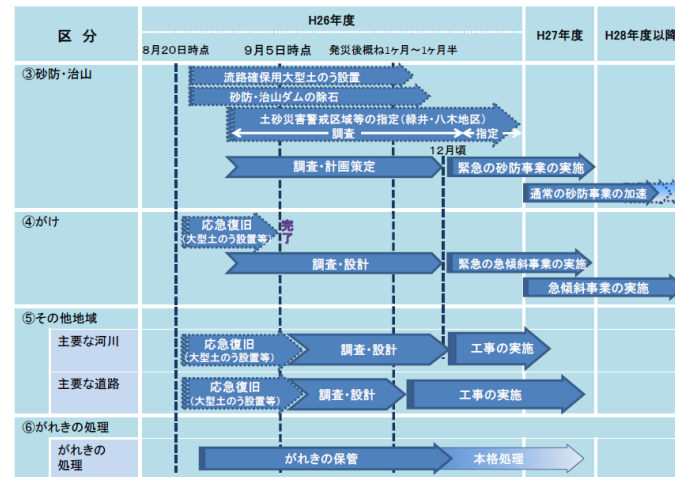 区 分
H26年度
H27年度
H28年度以降
8月20日時点
9月5日時点
発災後概ね1ヶ月～1ヶ月半
③砂防・治山
流路確保用大型土のう設置
砂防・治山ダムの除石
土砂災害警戒区域等の指定(緑井・八木地区)
調査
指定
12月頃
調査・計画策定
緊急の砂防事業の実施
通常の砂防事業の加速
④がけ
応急復旧
(大型土のう設置等)
完了
調査・設計
緊急の急傾斜事業の実施
急傾斜事業の実施
⑤その他地域
主要な河川
応急復旧
(大型土のう設置等)
調査・設計
工事の実施
主要な道路
応急復旧
(大型土のう設置等)
調査・設計
工事の実施
⑥がれきの処理
がれきの
処理
がれきの保管
本格処理